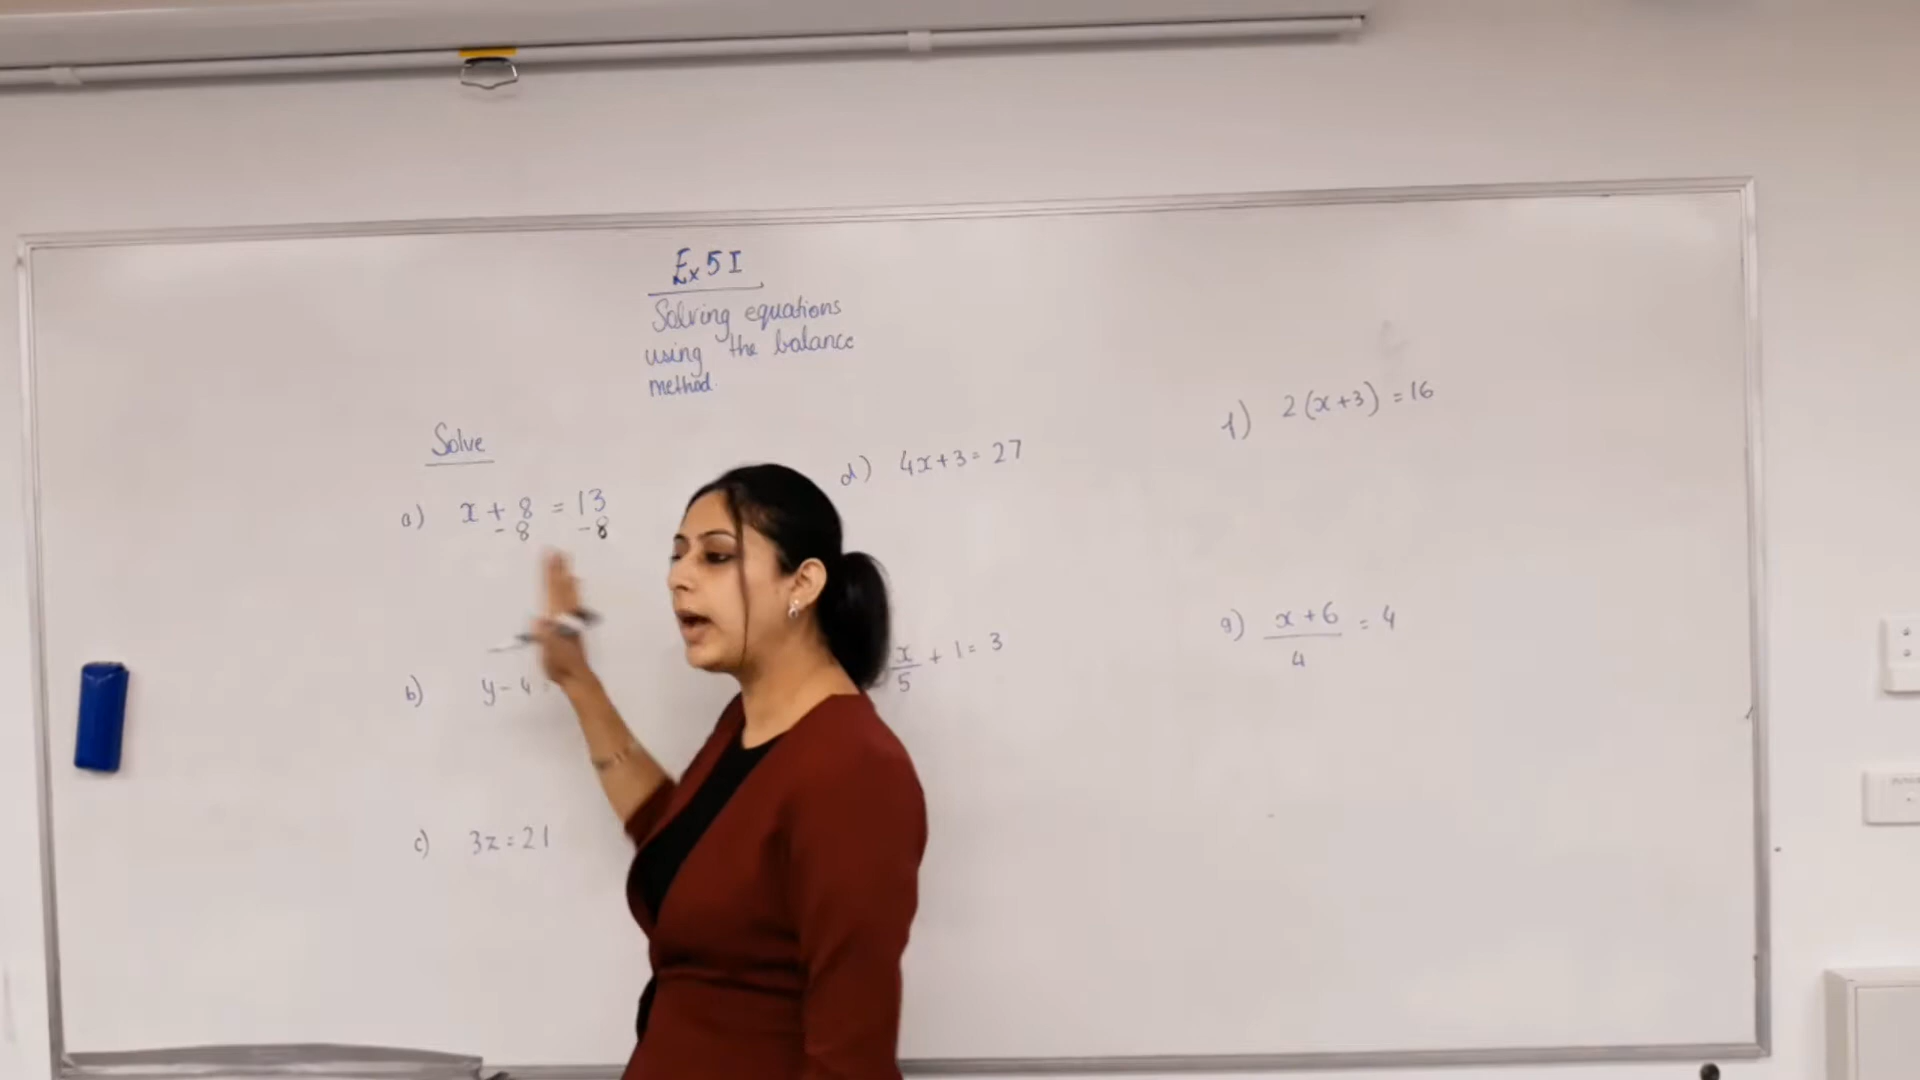 Ex 5I
Solving equations
using the balance
method.
Solve
a) x + 8 = 13
- 8 - 8
b) y - 4
c) 3z = 21
d) 4x + 3 = 27
x/5 + 1 = 3
f) 2(x+3) = 16
g) x+6/4 = 4